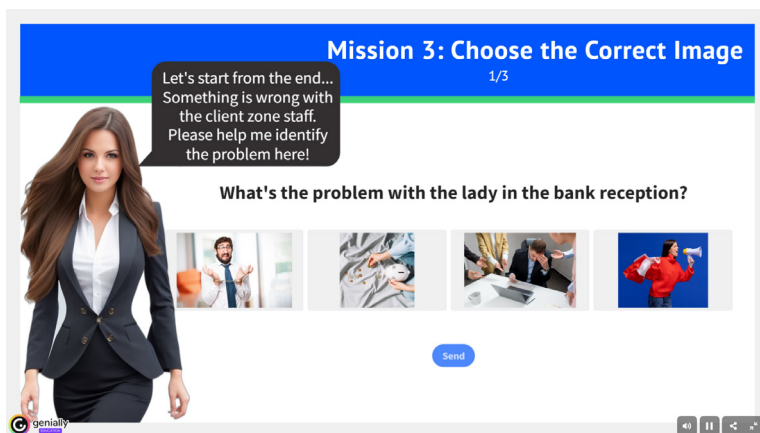 Mission 3: Choose the Correct Image
1/3
Let's start from the end...
Something is wrong with
the client zone staff.
Please help me identify
the problem here!
What's the problem with the lady in the bank reception?
Send
genially